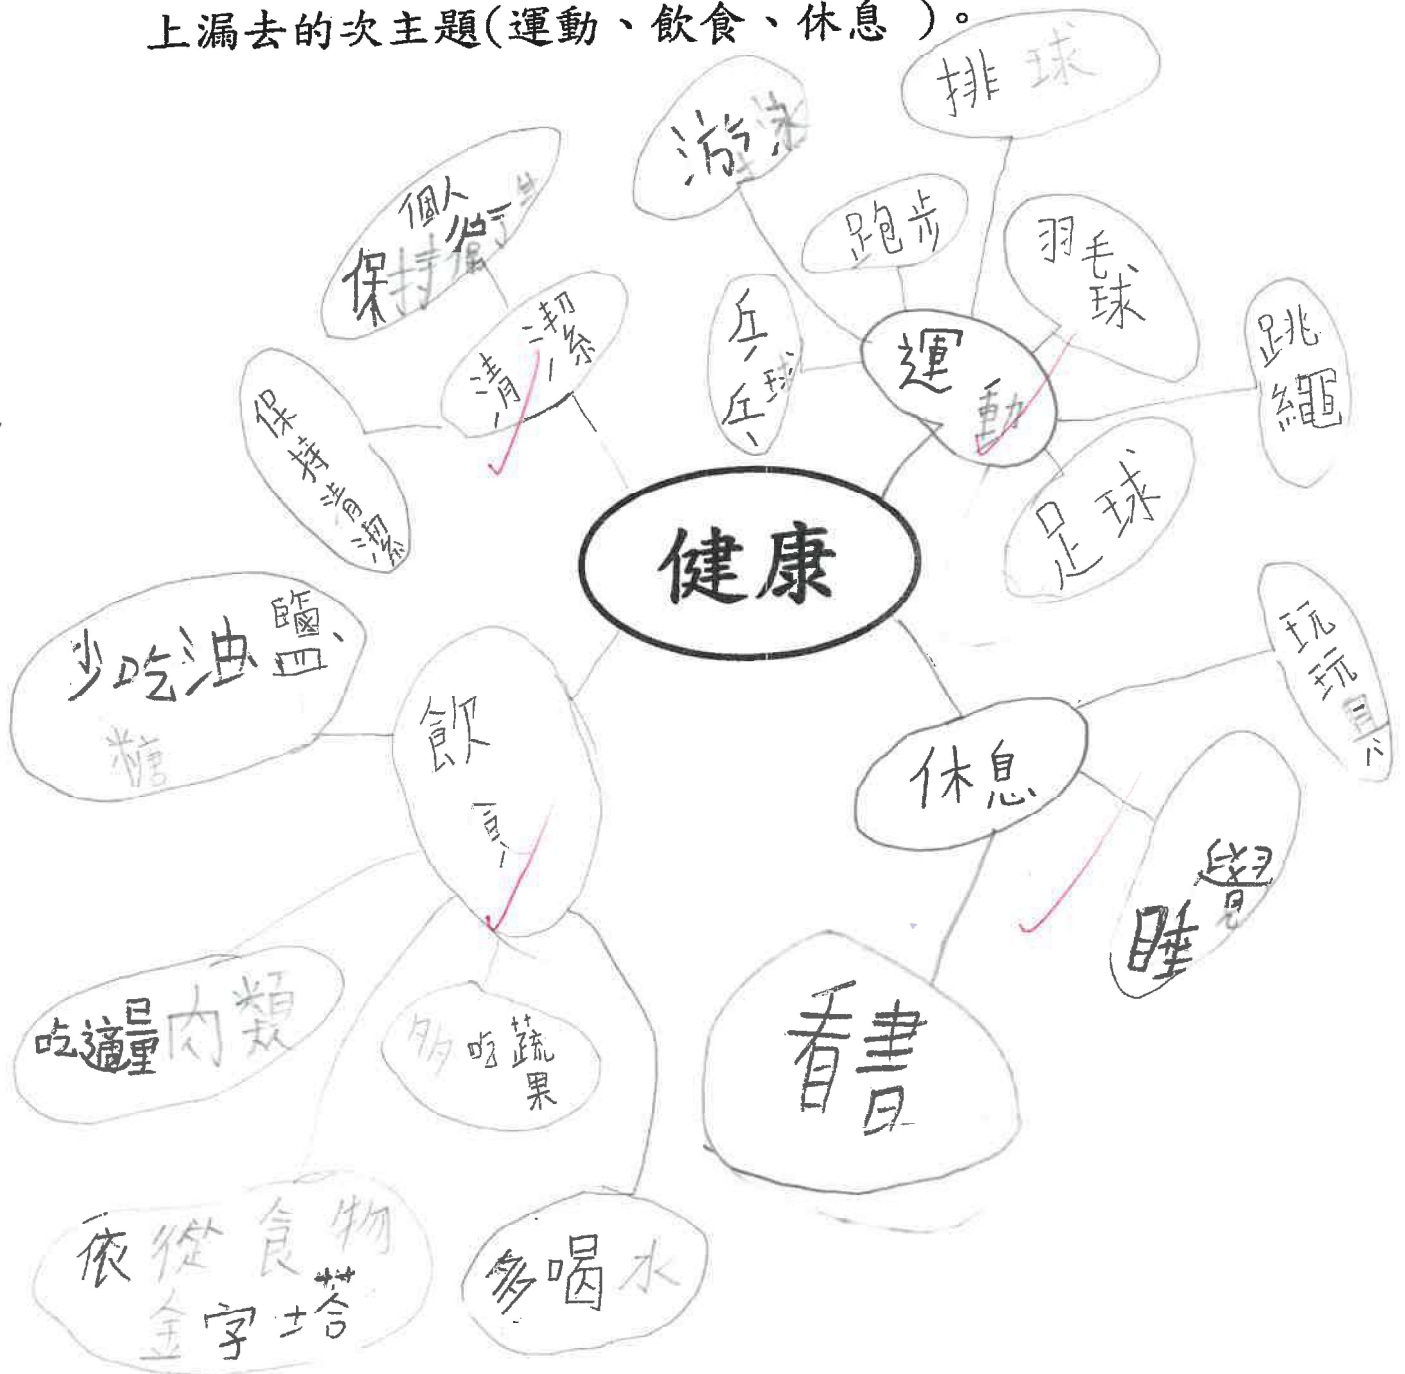 上漏去的次主題(運動、飲食、休息 )。
排球
游泳
個人
保持衛生
跑步
羽毛球
乒乓球
跳繩
運動
清潔
保持清潔
足球
健康
少吃油鹽、
糖
飲食
休息
玩玩具
睡覺
看書
吃適量肉類
多吃蔬果
依從食物
金字塔
多喝水